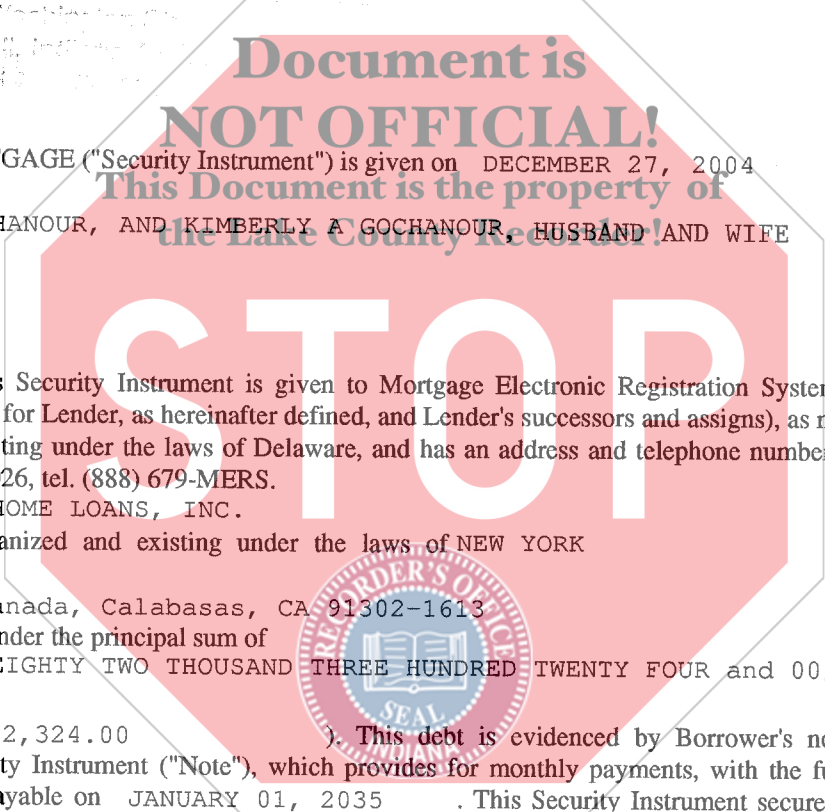 Document is
NOT OFFICIAL!
GAGE ("Security Instrument") is given on DECEMBER 27, 2004
This Document is the property of
HANOUR, AND KIMBERLY A GOCHANOUR, HUSBAND AND WIFE
the Lake County Recorder!
STOP
s Security Instrument is given to Mortgage Electronic Registration System
for Lender, as hereinafter defined, and Lender's successors and assigns), as m
ting under the laws of Delaware, and has an address and telephone number
26, tel. (888) 679-MERS.
HOME LOANS, INC.
anized and existing under the laws of NEW YORK
nada, Calabasas, CA 91302-1613
nder the principal sum of
EIGHTY TWO THOUSAND THREE HUNDRED TWENTY FOUR and 00
2,324.00 ). This debt is evidenced by Borrower's no
ty Instrument ("Note"), which provides for monthly payments, with the fu
ayable on JANUARY 01, 2035 . This Security Instrument secure
RECORDER'S OFFICE
SEAL
INDIANA